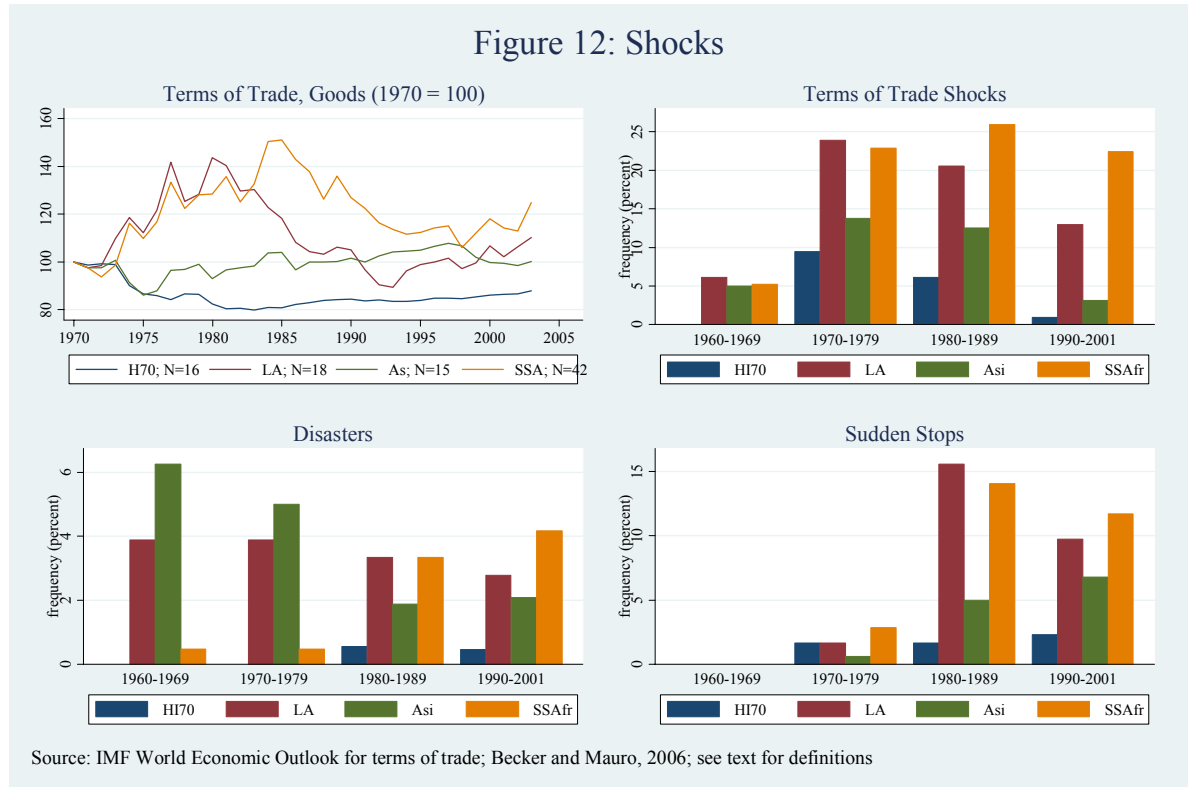 Figure 12: Shocks
Terms of Trade, Goods (1970 = 100)
160
140
120
100
80
1970 1975 1980 1985 1990 1995 2000 2005
H70; N=16 LA; N=18 As; N=15 SSA; N=42
Terms of Trade Shocks
frequency (percent)
25
20
15
10
5
0
1960-1969 1970-1979 1980-1989 1990-2001
HI70 LA Asi SSAfr
Disasters
frequency (percent)
6
4
2
0
1960-1969 1970-1979 1980-1989 1990-2001
HI70 LA Asi SSAfr
Sudden Stops
frequency (percent)
15
10
5
0
1960-1969 1970-1979 1980-1989 1990-2001
HI70 LA Asi SSAfr
Source: IMF World Economic Outlook for terms of trade; Becker and Mauro, 2006; see text for definitions